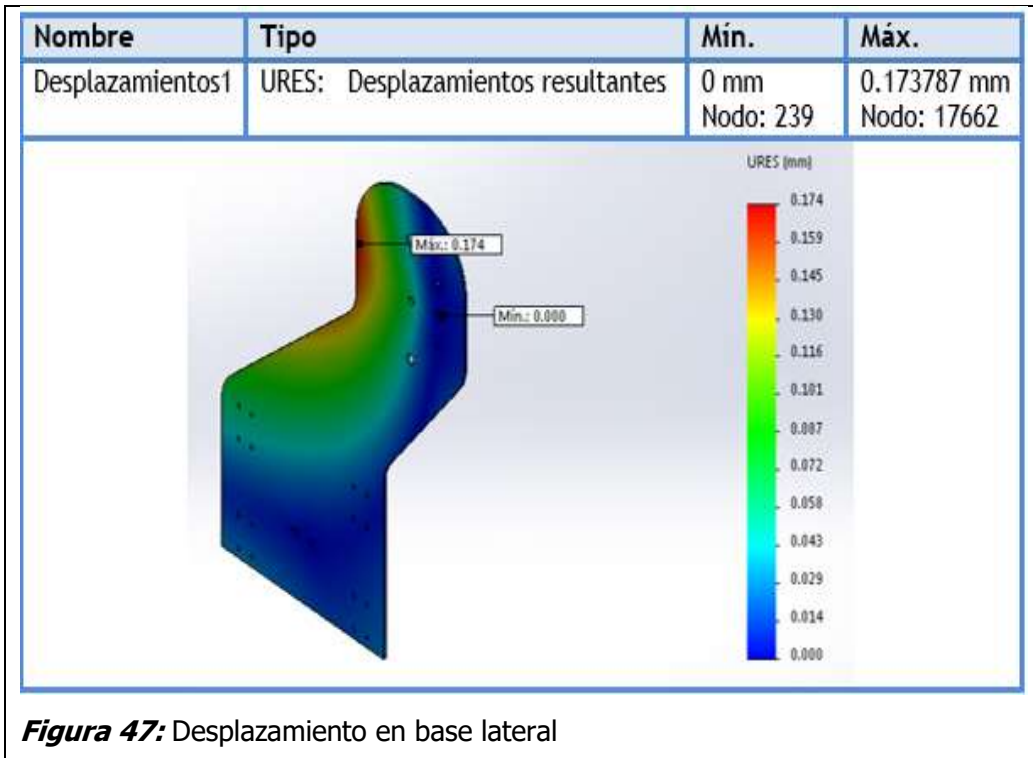 Nombre Tipo Mín. Máx.
Desplazamientos1 URES: Desplazamientos resultantes 0 mm 0.173787 mm
Nodo: 239 Nodo: 17662
URES (mm)
0.174
0.159
0.145
0.130
0.116
0.101
0.087
0.072
0.058
0.043
0.029
0.014
0.000
Máx.: 0.174
Mín.: 0.000
Figura 47: Desplazamiento en base lateral